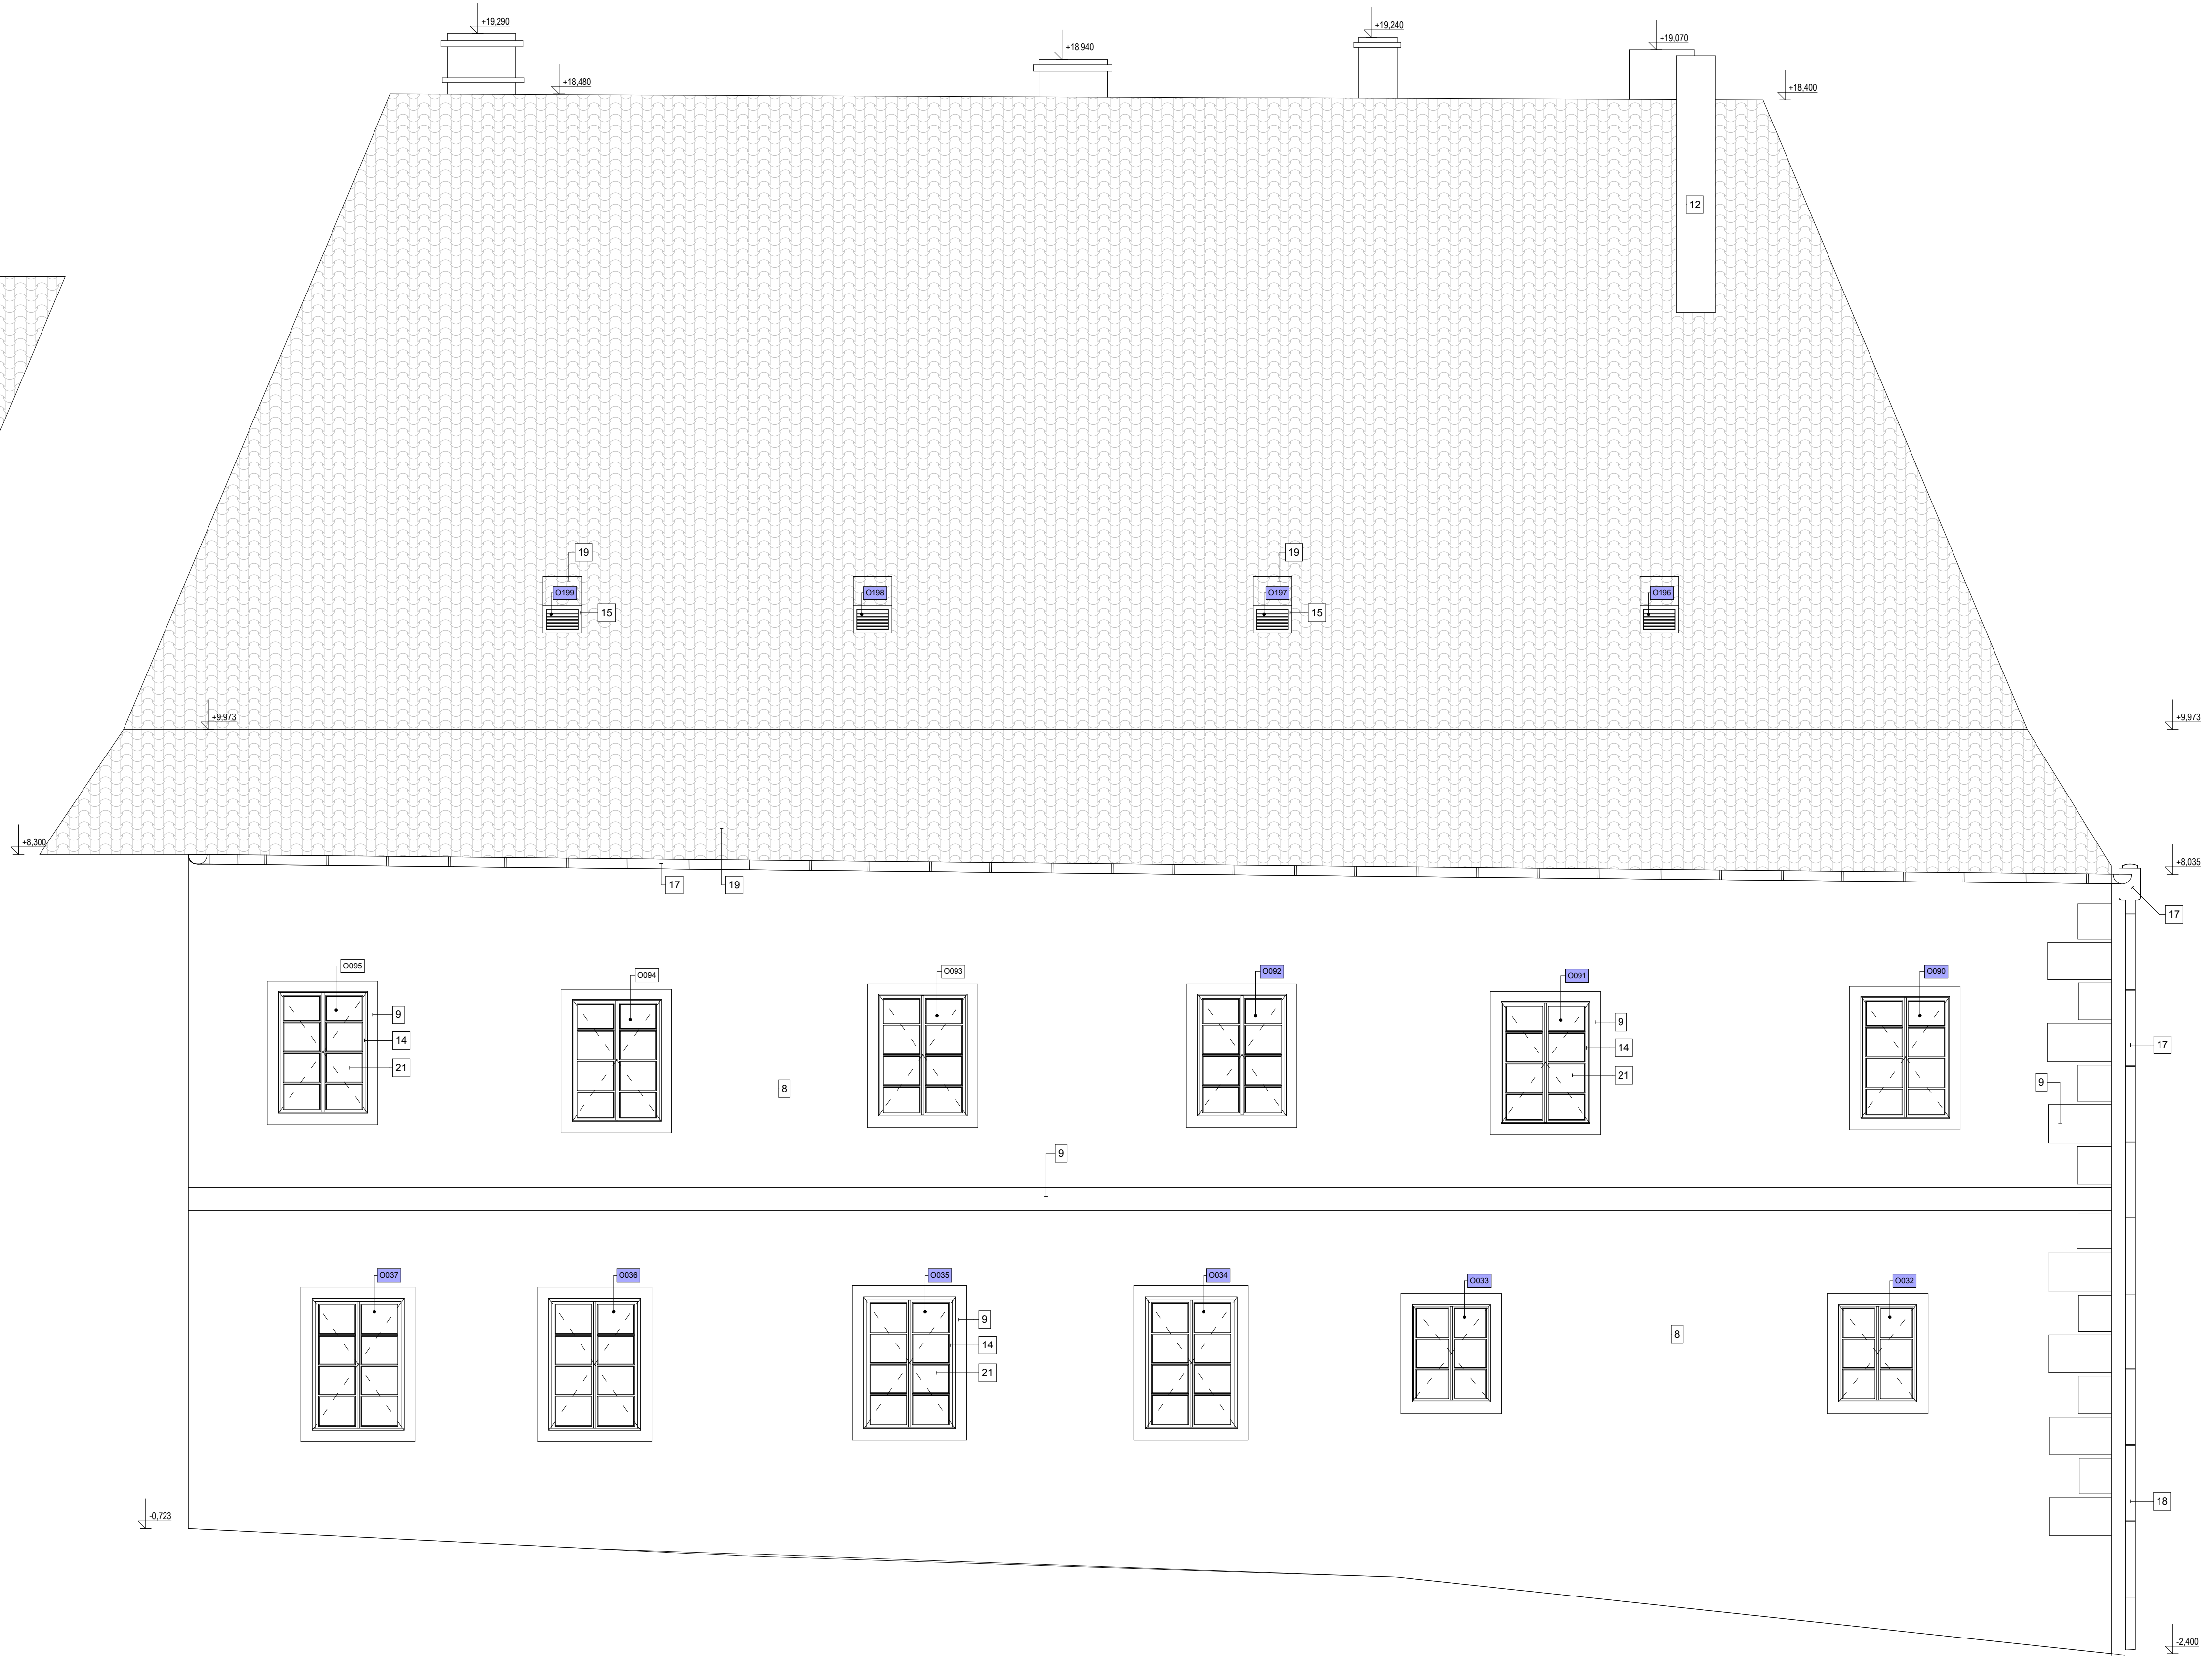 +19,290
+19,240
+18,940
+19,070
+18,480
+18,400
12
19
19
O199
O198
O197
O196
15
15
+9,973
+9,973
+8,300
+8,035
17
19
17
O095
O094
O093
O092
O091
O090
9
9
14
14
17
21
21
9
8
9
O037
O036
O035
O034
O033
O032
9
8
14
21
18
-0,723
-2,400